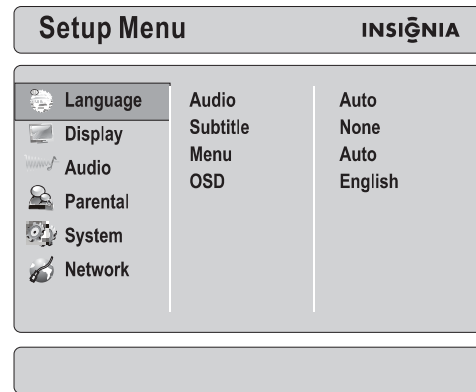 Setup Menu
INSIGNIA
Language
Display
Audio
Parental
System
Network
Audio
Subtitle
Menu
OSD
Auto
None
Auto
English